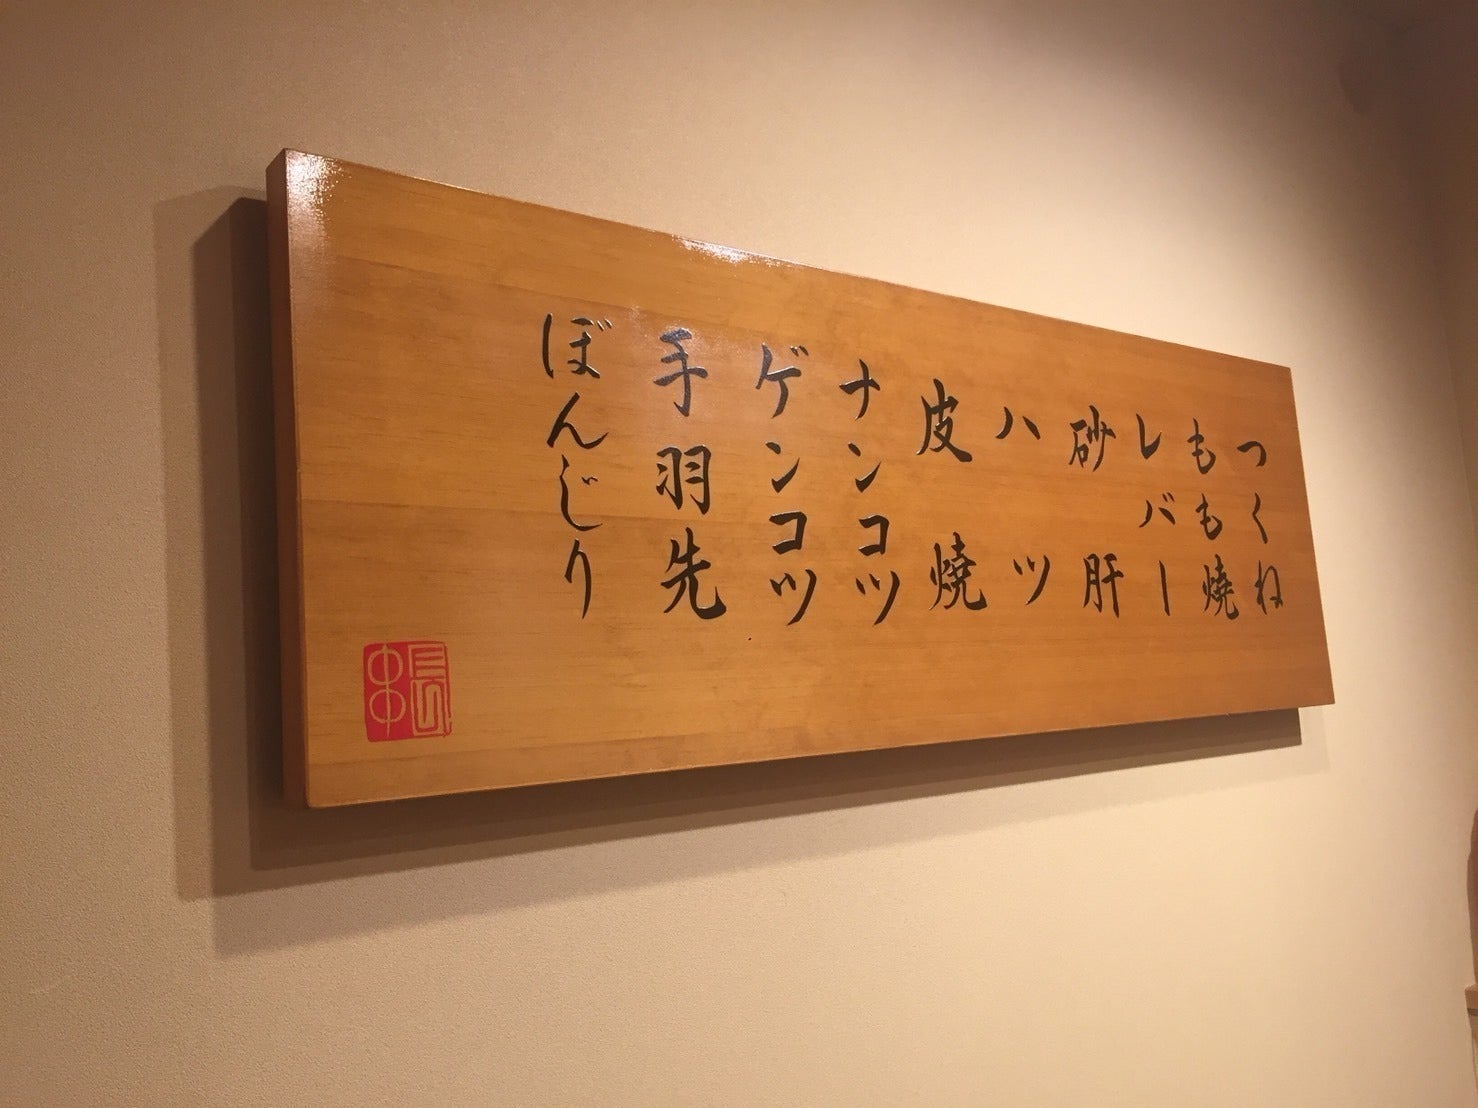 つくね
もも焼
レバー
砂肝
ハツ
皮焼
ナンコツ
ゲンコツ
手羽先
ぼんじり